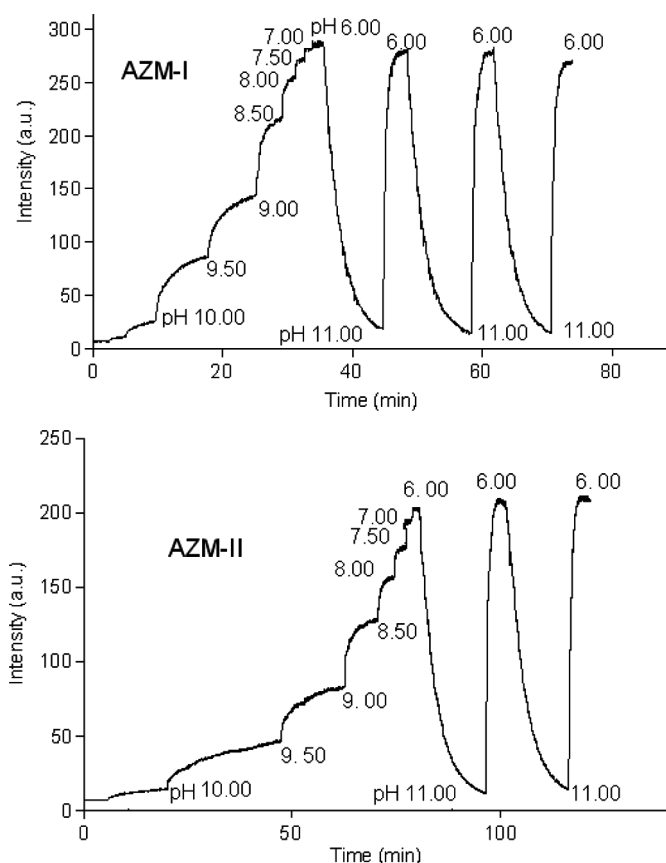 300
250
200
150
100
50
0
Intensity (a.u.)
AZM-I
7.00 pH 6.00
7.50
8.00
8.50
9.00
9.50
pH 10.00
6.00
6.00
6.00
pH 11.00
11.00
11.00
0 20 40 60 80
Time (min)
250
200
150
100
50
0
Intensity (a.u.)
AZM-II
6. 00
6. 00
6. 00
7.00
7.50
8.00
8.50
9. 00
9. 50
pH 10.00
pH 11.00
11.00
0 50 100
Time (min)